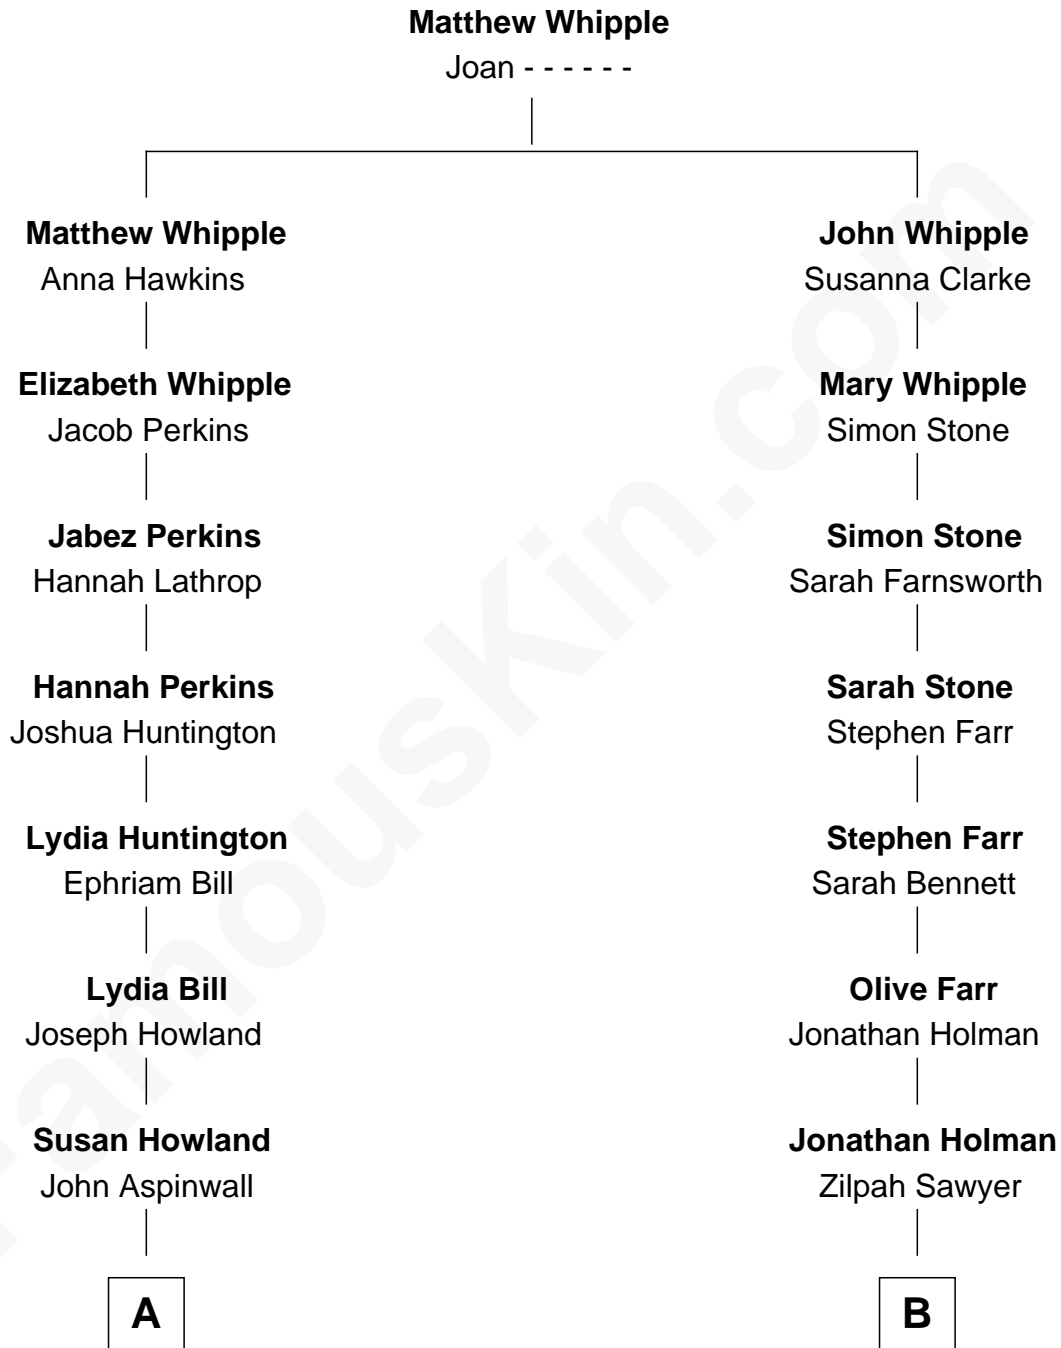 Matthew Whipple
Joan - - - - - -
Matthew Whipple
Anna Hawkins
Elizabeth Whipple
Jacob Perkins
Jabez Perkins
Hannah Lathrop
Hannah Perkins
Joshua Huntington
Lydia Huntington
Ephriam Bill
Lydia Bill
Joseph Howland
Susan Howland
John Aspinwall
A
John Whipple
Susanna Clarke
Mary Whipple
Simon Stone
Simon Stone
Sarah Farnsworth
Sarah Stone
Stephen Farr
Stephen Farr
Sarah Bennett
Olive Farr
Jonathan Holman
Jonathan Holman
Zilpah Sawyer
B
FamousKin.com